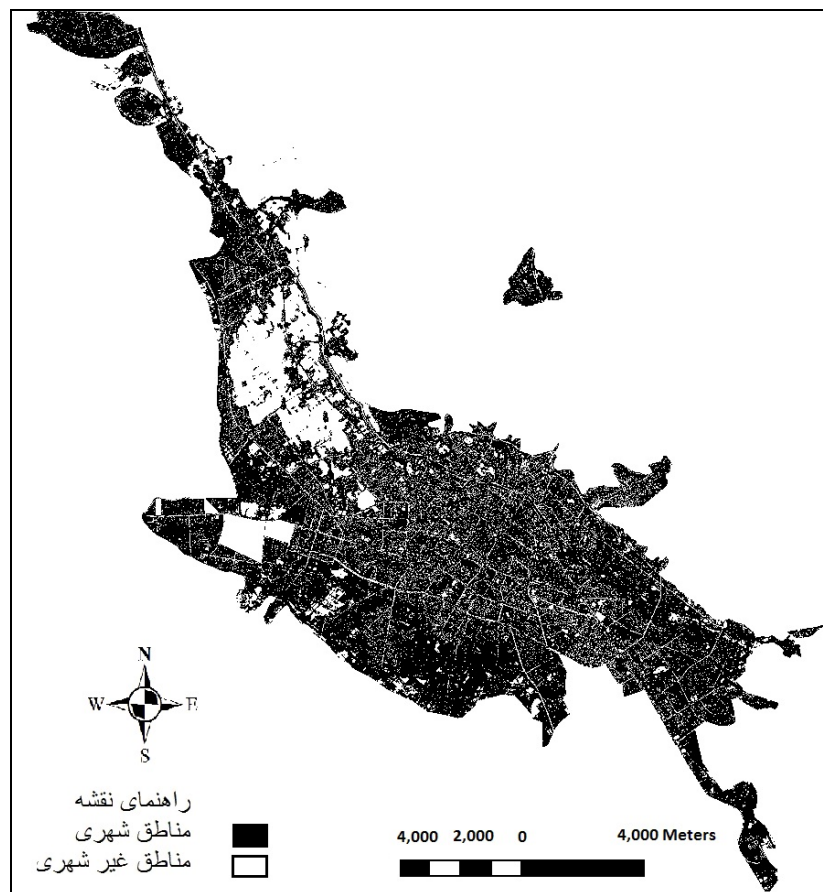 N
W E
S
راهنمای نقشه
مناطق شهری
مناطق غیر شهری
4,000 2,000 0 4,000 Meters